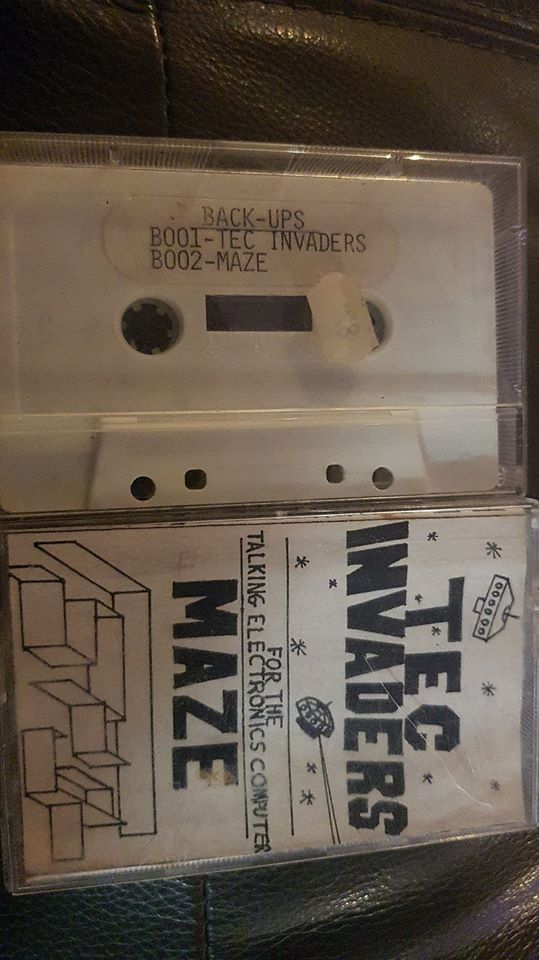 BACK-UPS
B001-TEC INVADERS
B002-MAZE
TEC
INVADERS
FOR THE
TALKING ELECTRONICS COMPUTER
MAZE